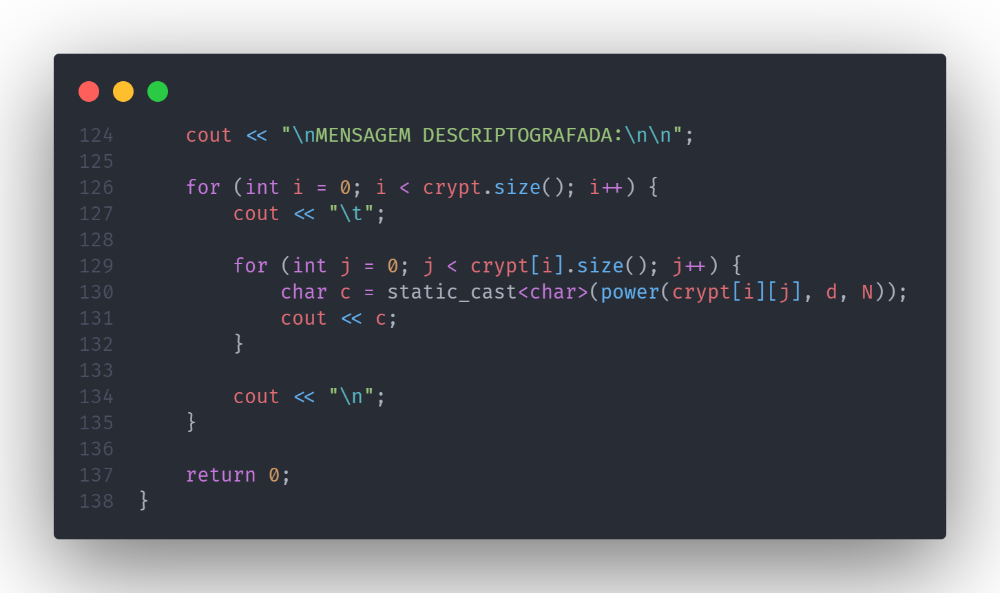 124 cout << "\nMENSAGEM DESCRIPTOGRAFADA:\n\n";
125
126 for (int i = 0; i < crypt.size(); i++) {
127 cout << "\t";
128
129 for (int j = 0; j < crypt[i].size(); j++) {
130 char c = static_cast<char>(power(crypt[i][j], d, N));
131 cout << c;
132 }
133
134 cout << "\n";
135 }
136
137 return 0;
138 }